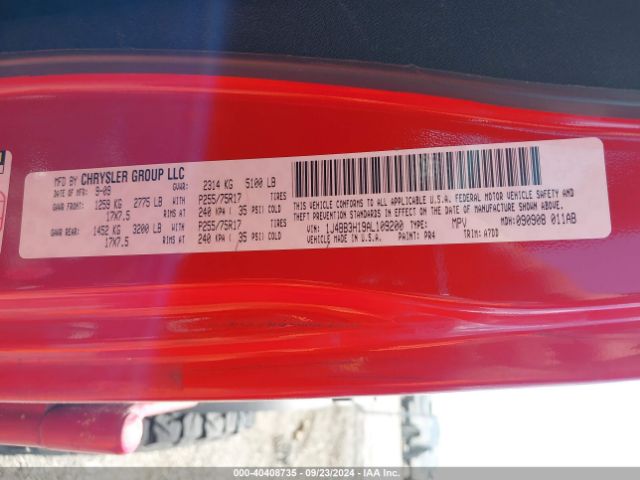 MFD BY CHRYSLER GROUP LLC
DATE OF MFR: 9-09 GVWR: 2314 KG 5100 LB
GAWR FRONT: 1259 KG 2775 LB WITH P255/75R17 TIRES
17X7.5 RIMS AT 240 KPA ( 35 PSI) COLD
GAWR REAR: 1452 KG 3200 LB WITH P255/75R17 TIRES
17X7.5 RIMS AT 240 KPA ( 35 PSI) COLD
THIS VEHICLE CONFORMS TO ALL APPLICABLE U.S.A. FEDERAL MOTOR VEHICLE SAFETY AND
THEFT PREVENTION STANDARDS IN EFFECT ON THE DATE OF MANUFACTURE SHOWN ABOVE.
VIN: 1J4BB3H19AL109200 TYPE: MPV MDH: 090908 011AB
VEHICLE MADE IN U.S.A. PAINT: PR4 TRIM: A7DD
000-40408735 - 09/23/2024 - IAA Inc.